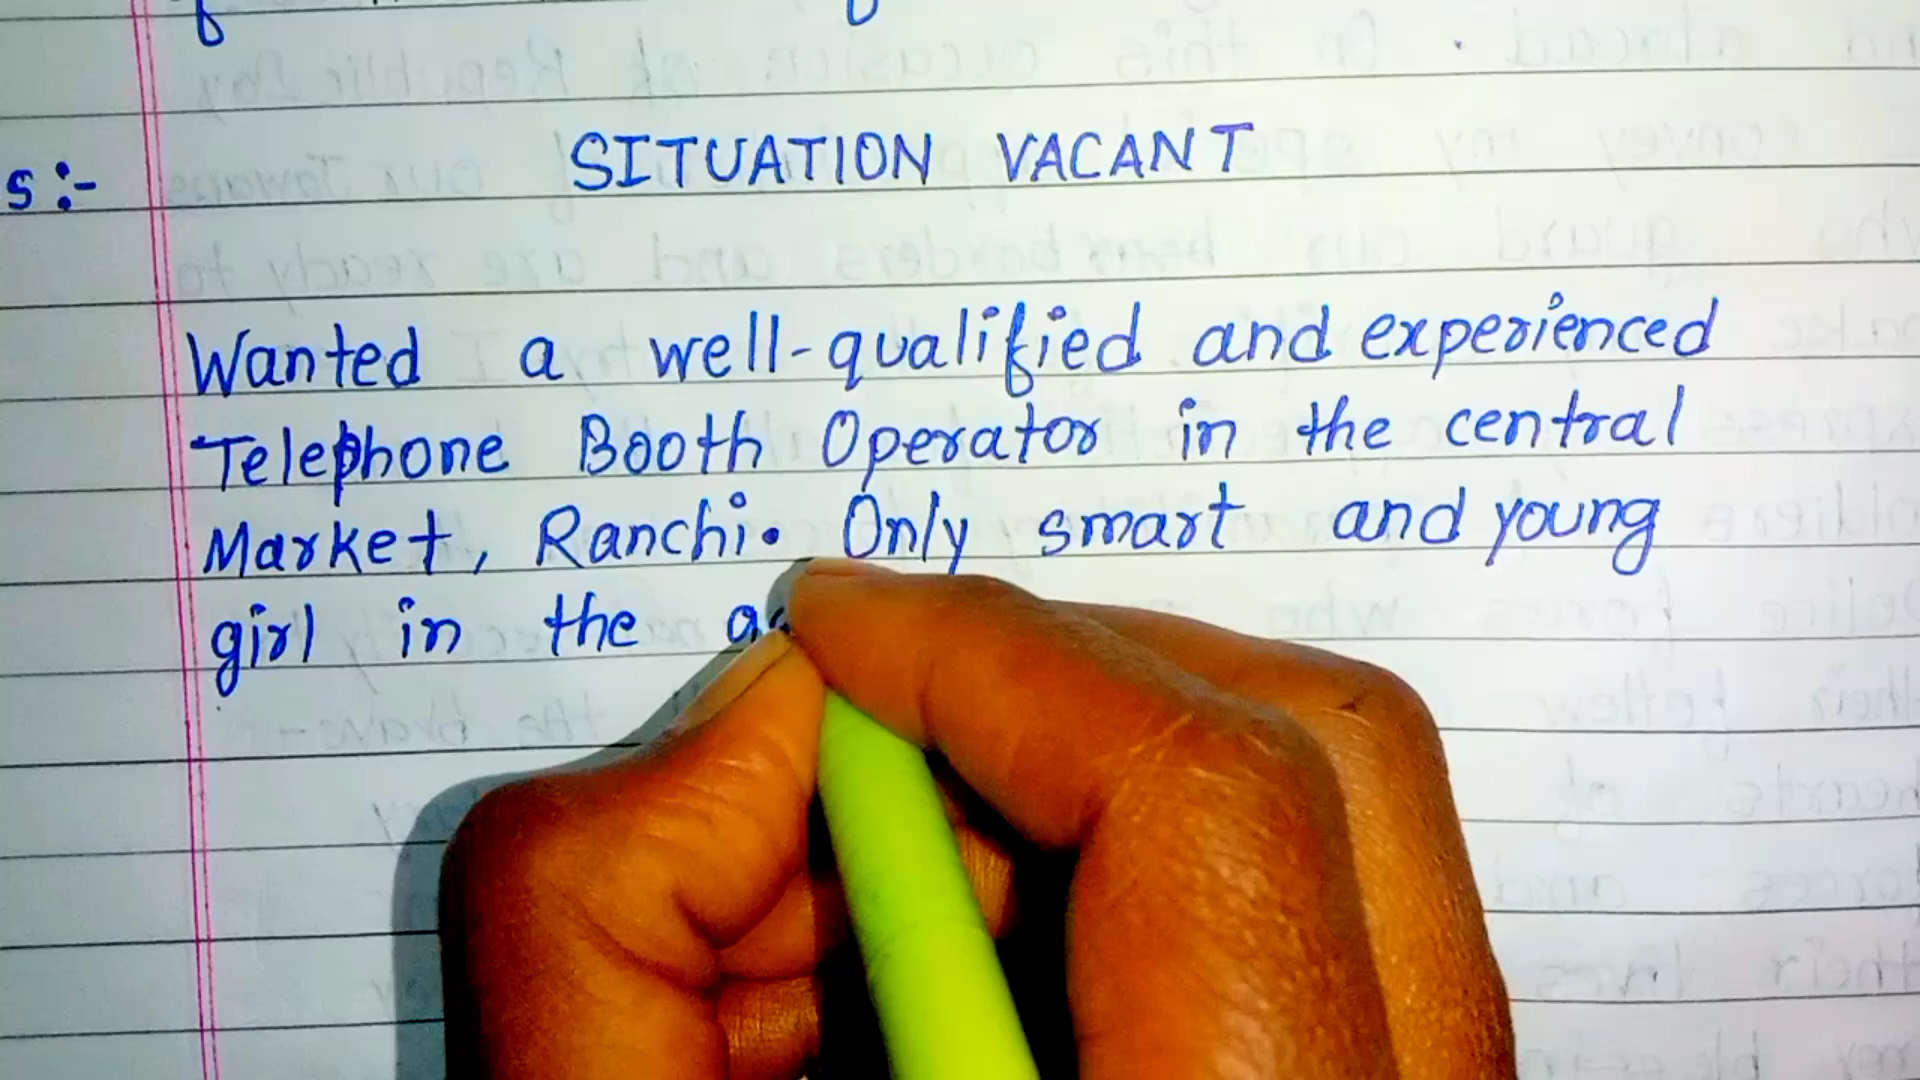 SITUATION VACANT
s:-
Wanted a well-qualified and experienced
Telephone Booth Operator in the central
Market, Ranchi. Only smart and young
girl in the